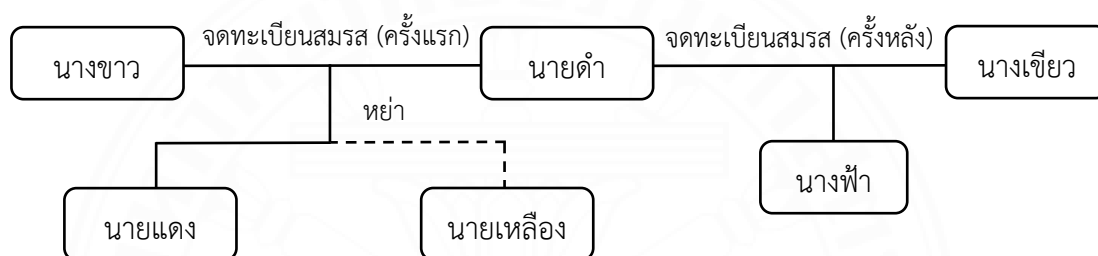 จดทะเบียนสมรส (ครั้งแรก)
จดทะเบียนสมรส (ครั้งหลัง)
นางขาว
นายดำ
นางเขียว
หย่า
นางฟ้า
นายแดง
นายเหลือง